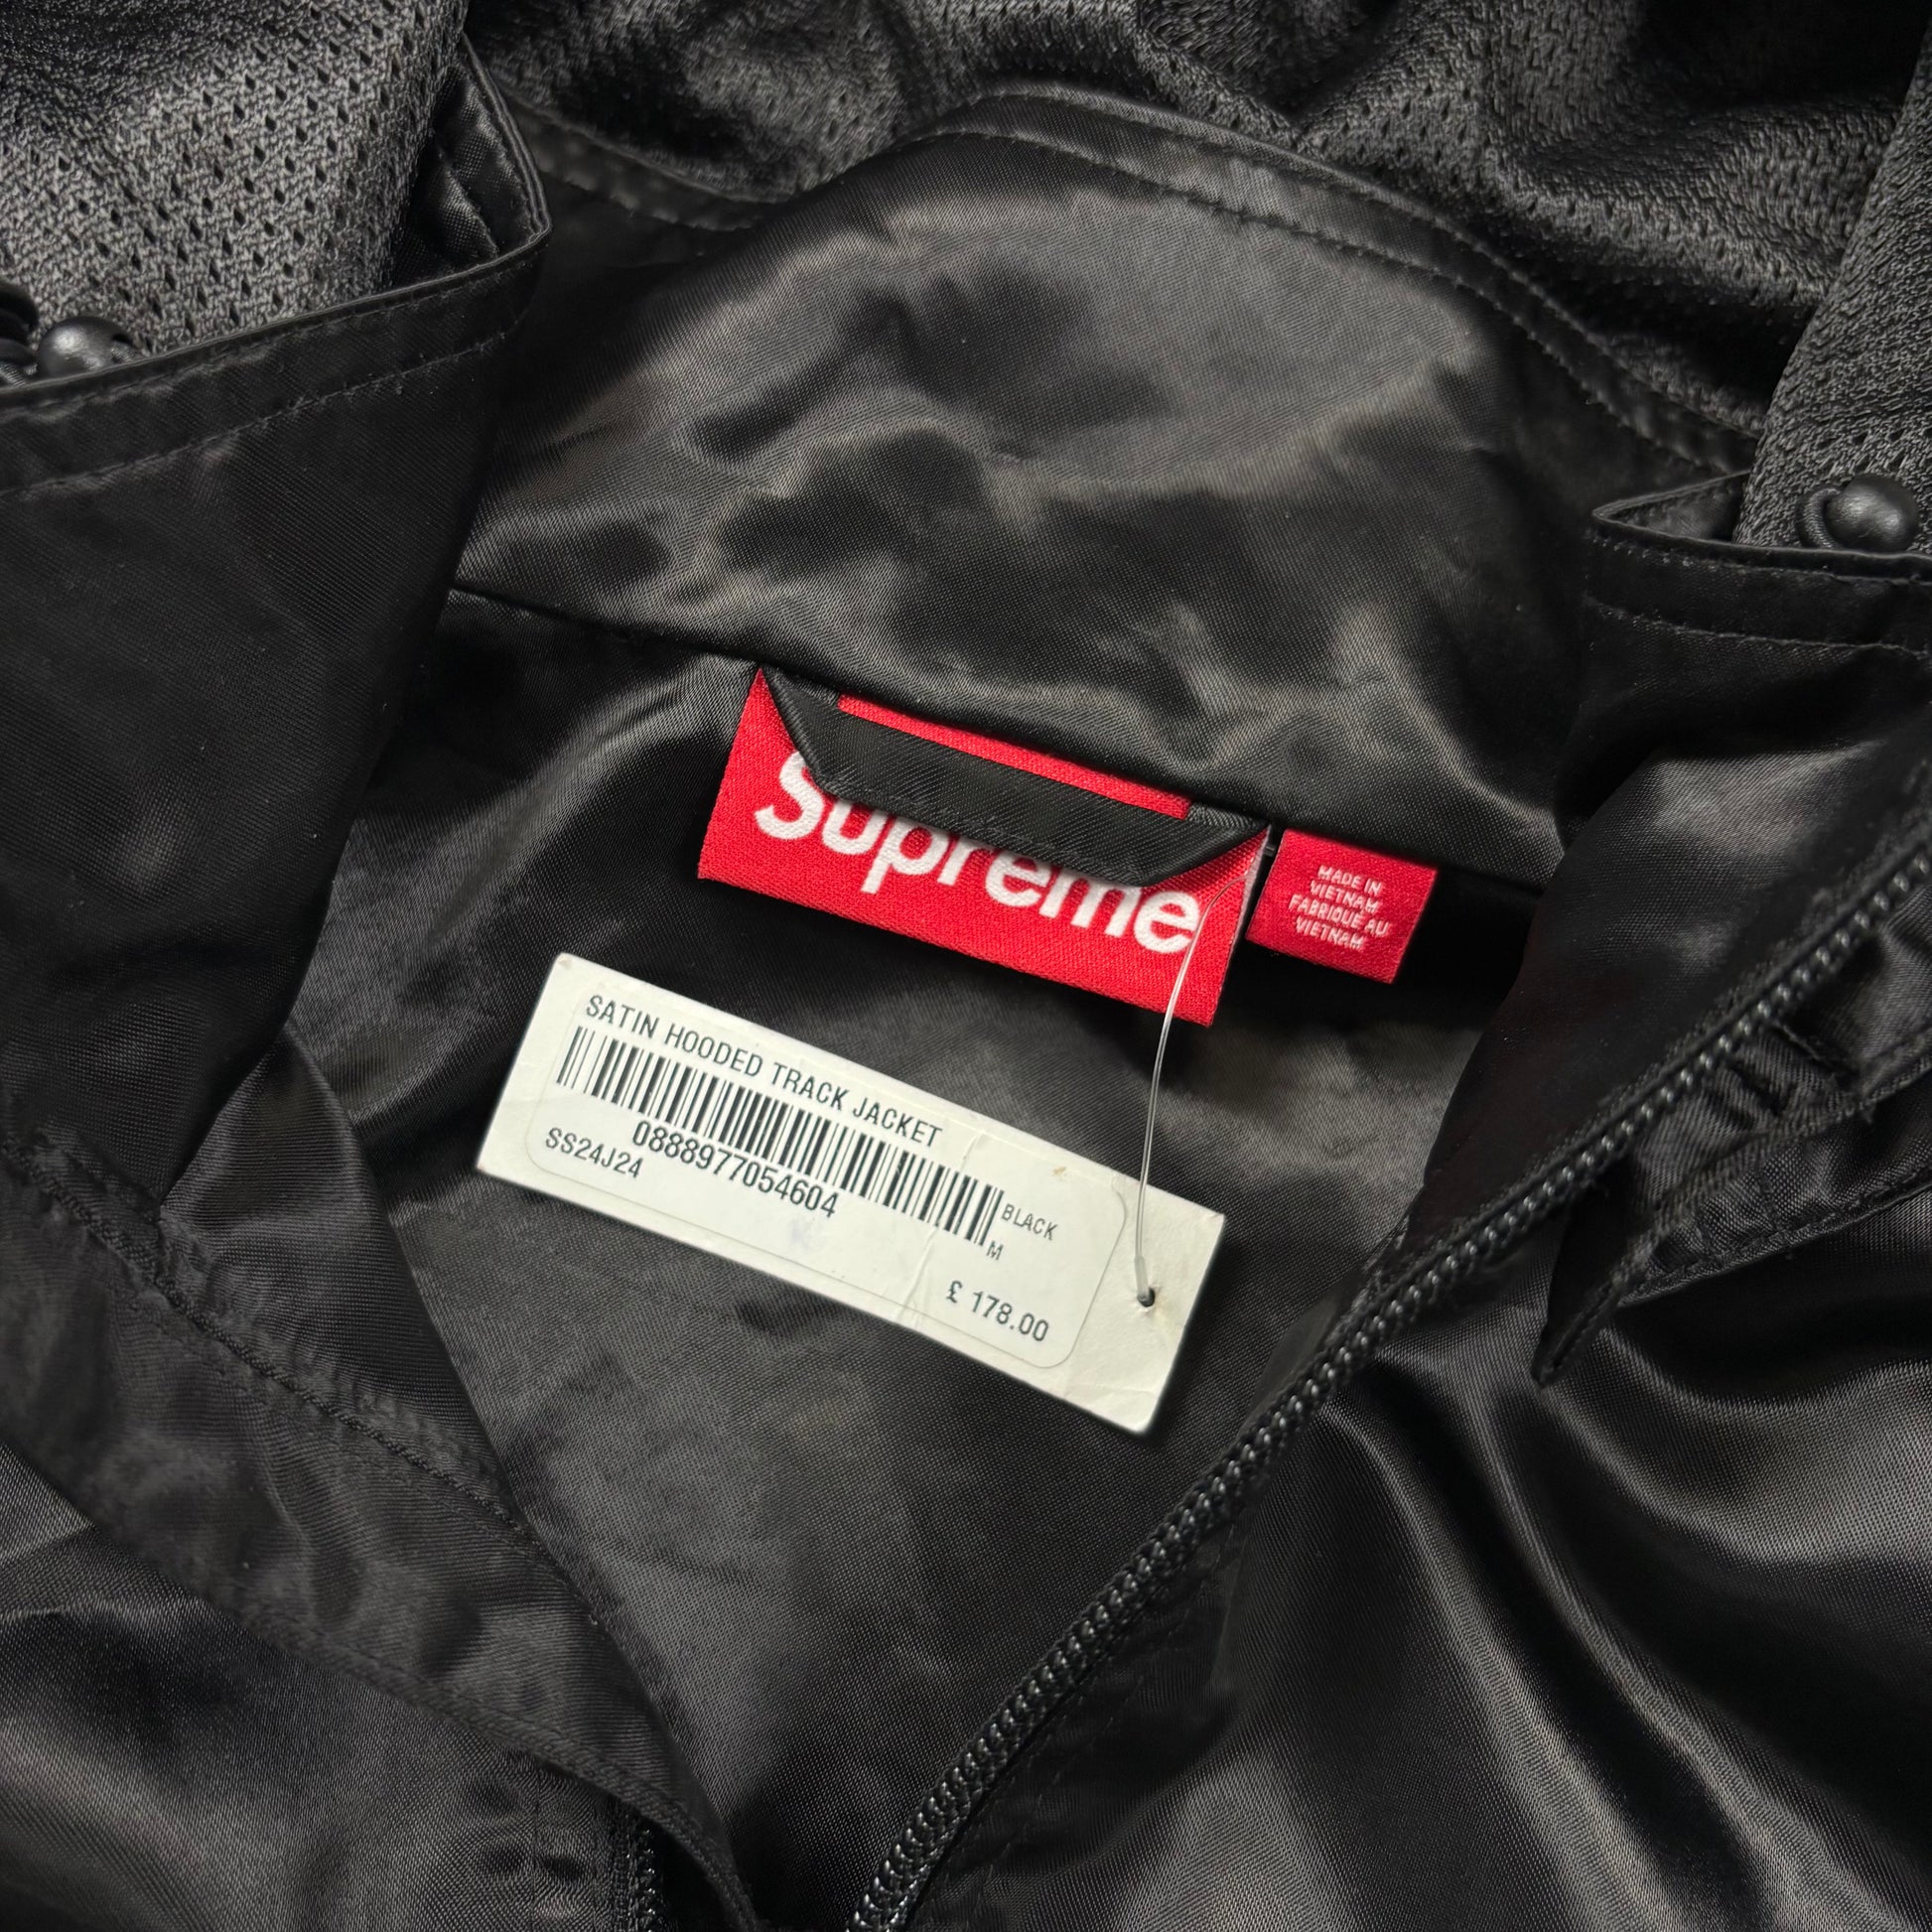 Supreme
MADE IN
VIETNAM
FABRIQUE AU
VIETNAM
SATIN HOODED TRACK JACKET
0888977054604
SS24J24
BLACK
M
£ 178.00